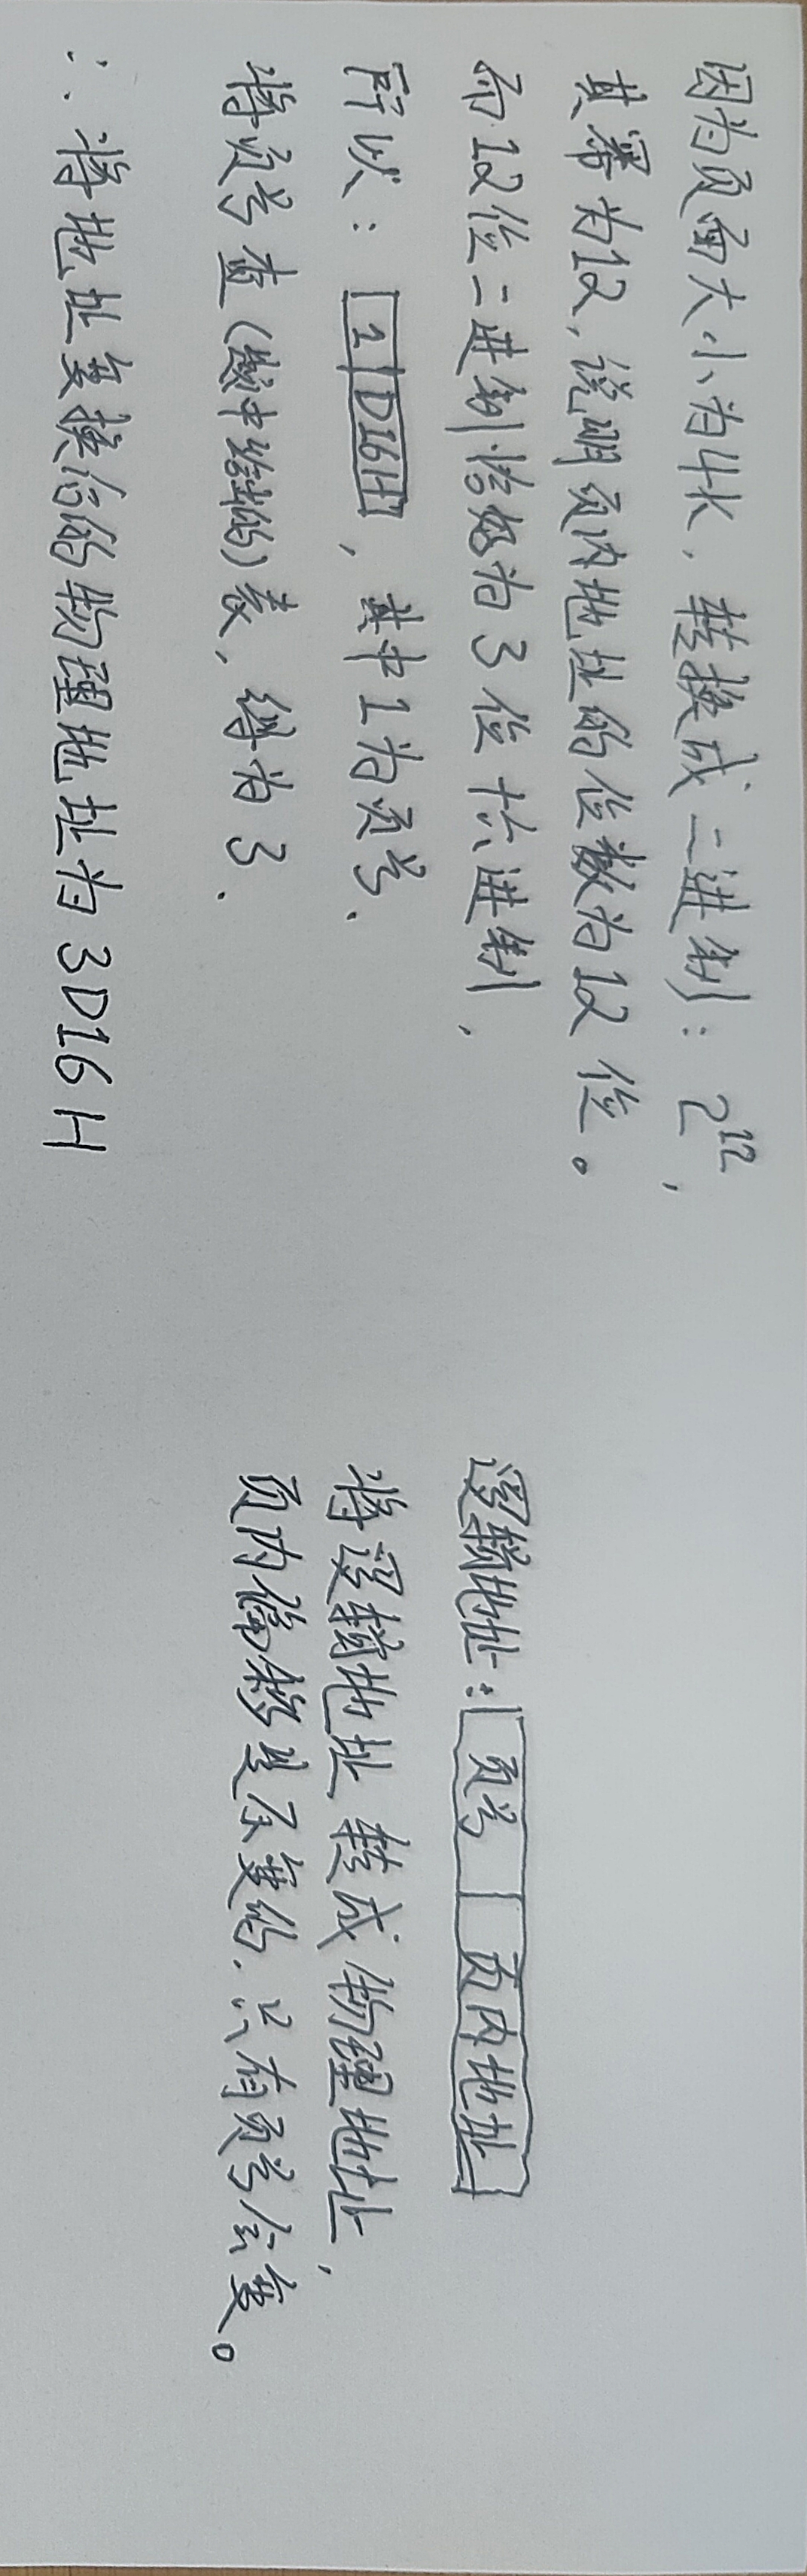 因为页面大小为4K，转换成二进制：2¹²，
其幂为12，说明页内地址的位数为12位。
而12位二进制恰好为3位十六进制，
所以：1 D16H，其中1为页号．
将页号查（题中给出的）表，得为3．
∴ 将地址变换后的物理地址为3D16H
逻辑地址：页号 页内地址
将逻辑地址转成物理地址，
页内偏移是不变的．只有页号会变。